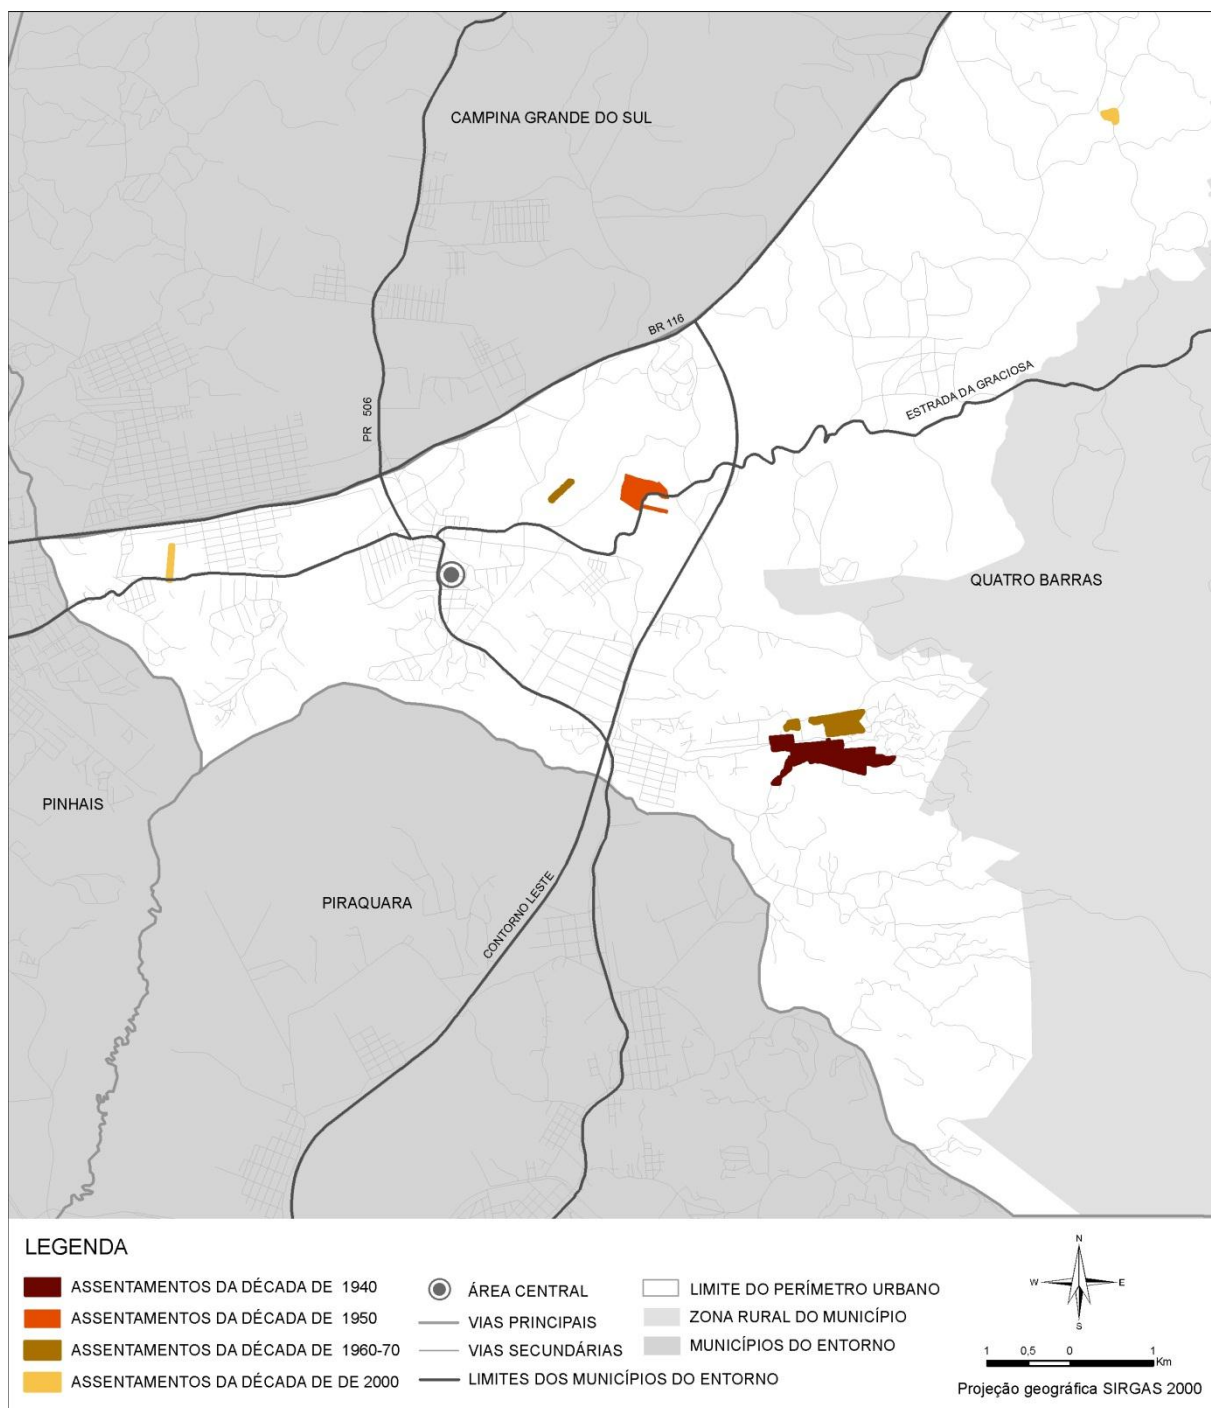 CAMPINA GRANDE DO SUL
BR 116
PR 506
ESTRADA DA GRACIOSA
QUATRO BARRAS
PINHAIS
PIRAQUARA
CONTORNO LESTE
LEGENDA
ASSENTAMENTOS DA DÉCADA DE 1940
ASSENTAMENTOS DA DÉCADA DE 1950
ASSENTAMENTOS DA DÉCADA DE 1960-70
ASSENTAMENTOS DA DÉCADA DE DE 2000
ÁREA CENTRAL
VIAS PRINCIPAIS
VIAS SECUNDÁRIAS
LIMITES DOS MUNICÍPIOS DO ENTORNO
LIMITE DO PERÍMETRO URBANO
ZONA RURAL DO MUNICÍPIO
MUNICÍPIOS DO ENTORNO
N
W E
S
1 0,5 0 1
Km
Projeção geográfica SIRGAS 2000